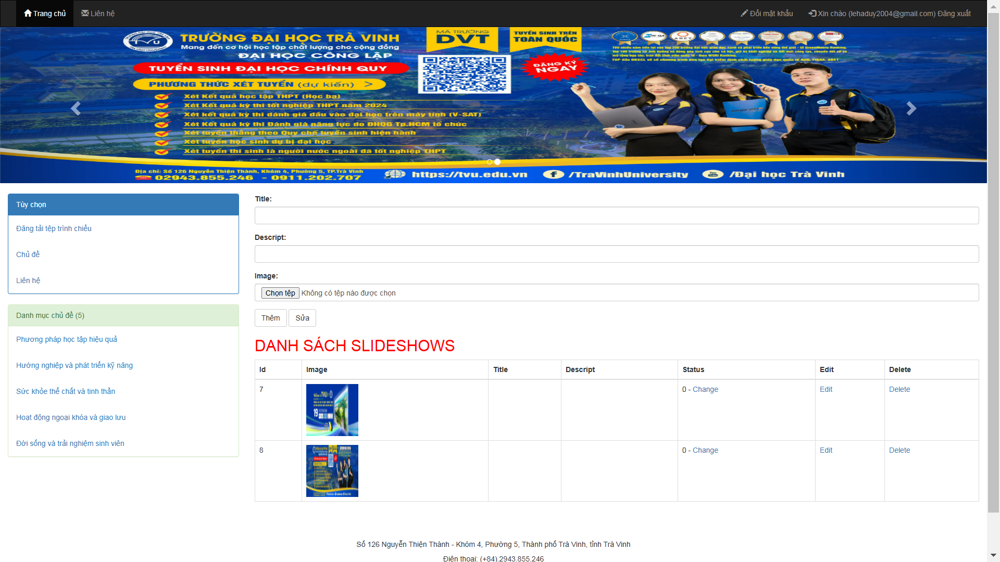 Trang chủ
Liên hệ
Đổi mật khẩu
Xin chào (lehaduy2004@gmail.com) Đăng xuất
TRƯỜNG ĐẠI HỌC TRÀ VINH
Mang đến cơ hội học tập chất lượng cho cộng đồng
ĐẠI HỌC CÔNG LẬP
TUYỂN SINH ĐẠI HỌC CHÍNH QUY
PHƯƠNG THỨC XÉT TUYỂN (dự kiến) >
Xét Kết quả học tập THPT (Học bạ)
Xét Kết quả kỳ thi tốt nghiệp THPT năm 2024
Xét kết quả kỳ thi đánh giá đầu vào đại học trên máy tính (V-SAT)
Xét Kết quả kỳ thi Đánh giá năng lực do ĐHQG Tp.HCM tổ chức
Xét tuyển thẳng theo Quy chế tuyển sinh hiện hành
Xét tuyển học sinh dự bị đại học
Xét tuyển thí sinh là người nước ngoài đã tốt nghiệp THPT
MÃ TRƯỜNG
DVT
TUYỂN SINH TRÊN
TOÀN QUỐC
ĐĂNG KÝ
NGAY
Địa chỉ: Số 126 Nguyễn Thiện Thành, Khóm 4, Phường 5, TP.Trà Vinh
02943.855.246 - 0911.202.707
https://tvu.edu.vn
/TraVinhUniversity
/Đại học Trà Vinh
Tùy chọn
Đăng tải tệp trình chiếu
Chủ đề
Liên hệ
Danh mục chủ đề (5)
Phương pháp học tập hiệu quả
Hướng nghiệp và phát triển kỹ năng
Sức khỏe thể chất và tinh thần
Hoạt động ngoại khóa và giao lưu
Đời sống và trải nghiệm sinh viên
Title:
Descript:
Image:
Chọn tệp Không có tệp nào được chọn
Thêm Sửa
DANH SÁCH SLIDESHOWS
Id Image Title Descript Status Edit Delete
7 0 - Change Edit Delete
8 0 - Change Edit Delete
Số 126 Nguyễn Thiện Thành - Khóm 4, Phường 5, Thành phố Trà Vinh, tỉnh Trà Vinh
Điện thoại: (+84).2943.855.246